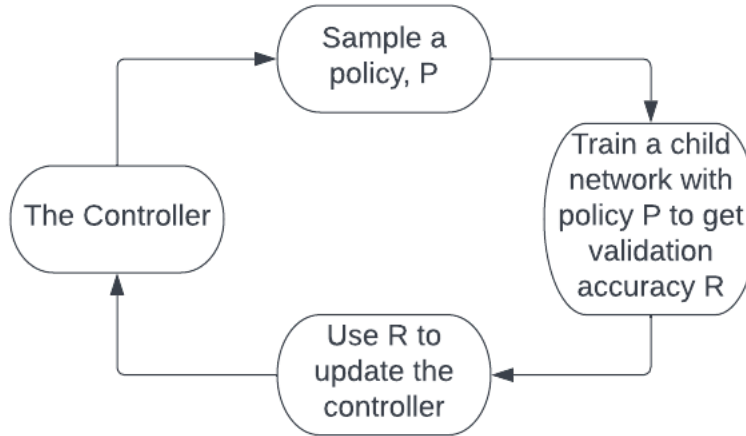 Sample a
policy, P
Train a child
network with
policy P to get
validation
accuracy R
The Controller
Use R to
update the
controller